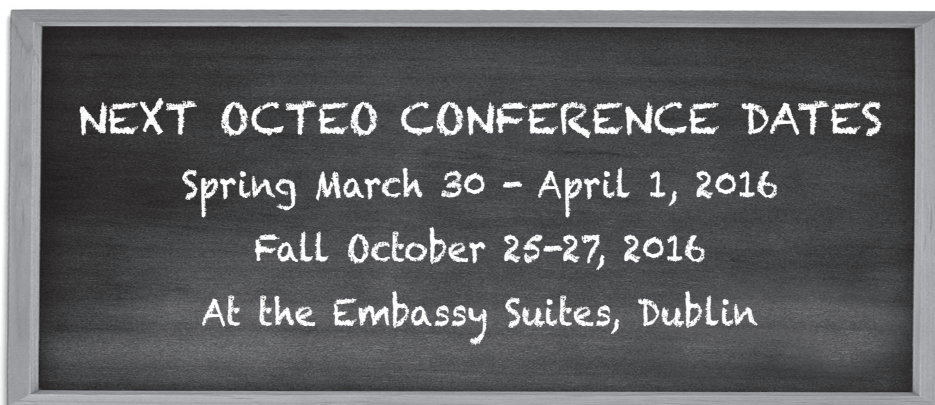 NEXT OCTEO CONFERENCE DATES
Spring March 30 - April 1, 2016
Fall October 25-27, 2016
At the Embassy Suites, Dublin